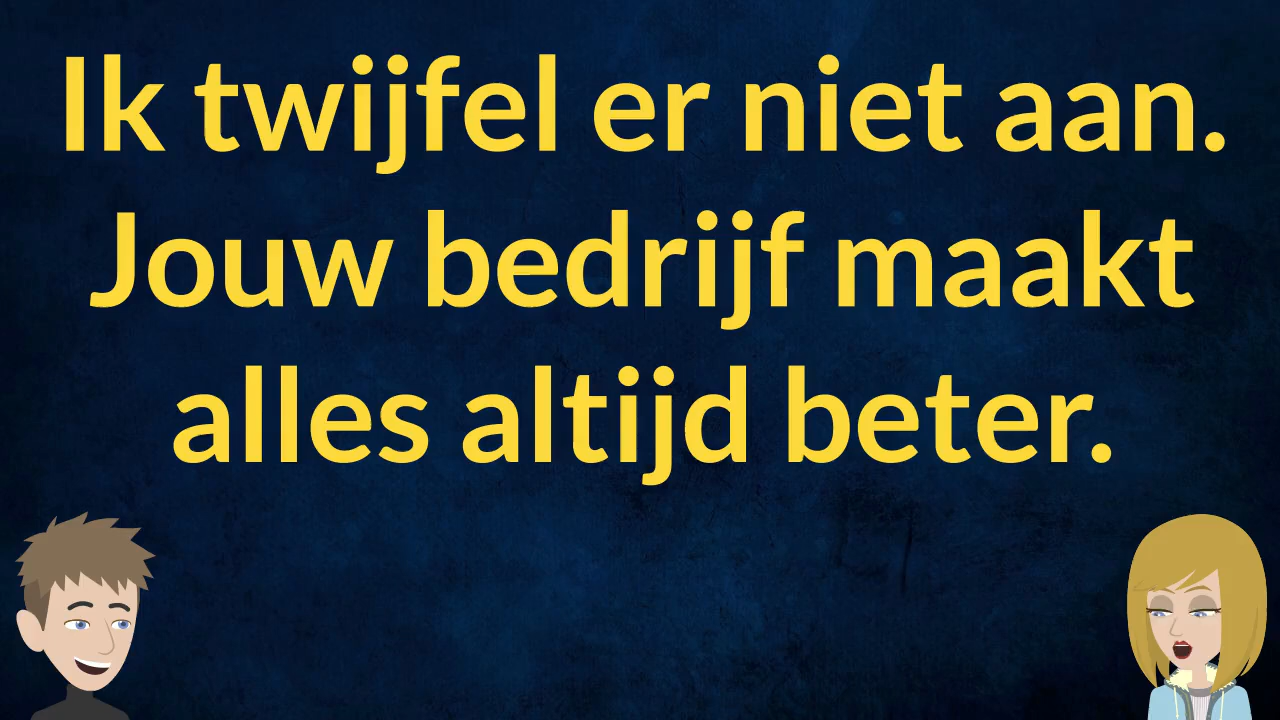 Ik twijfel er niet aan.
Jouw bedrijf maakt
alles altijd beter.